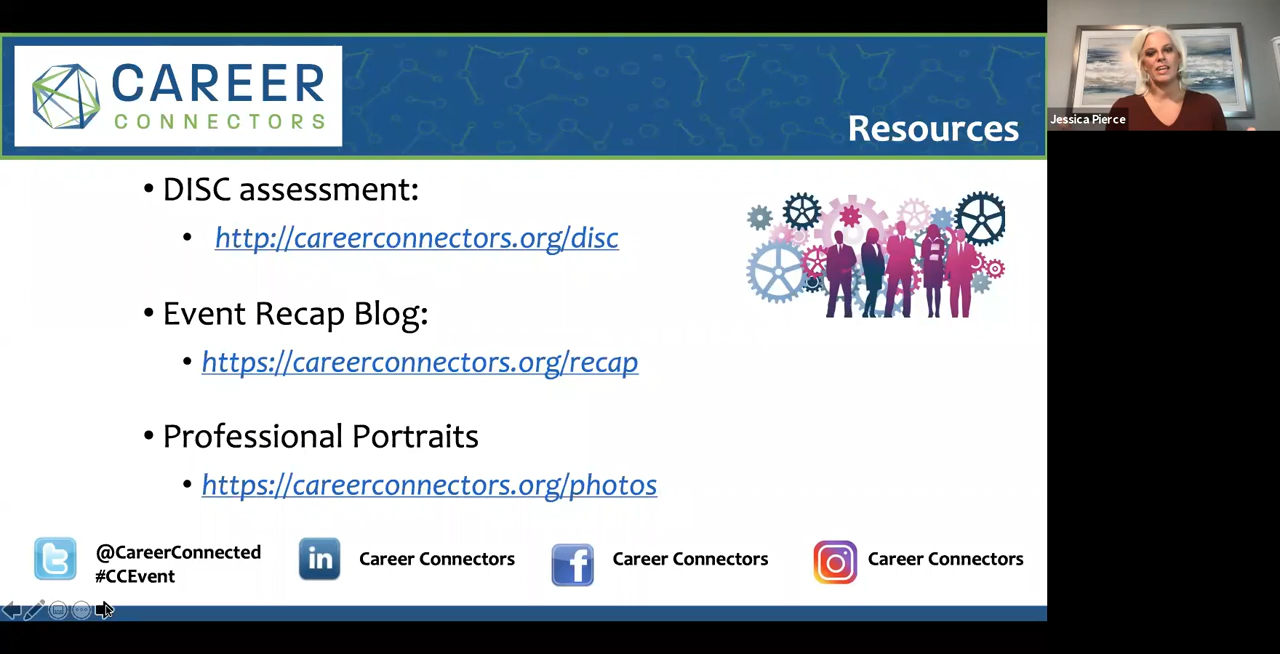 CAREER
CONNECTORS
Resources
Jessica Pierce
• DISC assessment:
• http://careerconnectors.org/disc
• Event Recap Blog:
• https://careerconnectors.org/recap
• Professional Portraits
• https://careerconnectors.org/photos
@CareerConnected
#CCEvent
in Career Connectors
f Career Connectors
Career Connectors